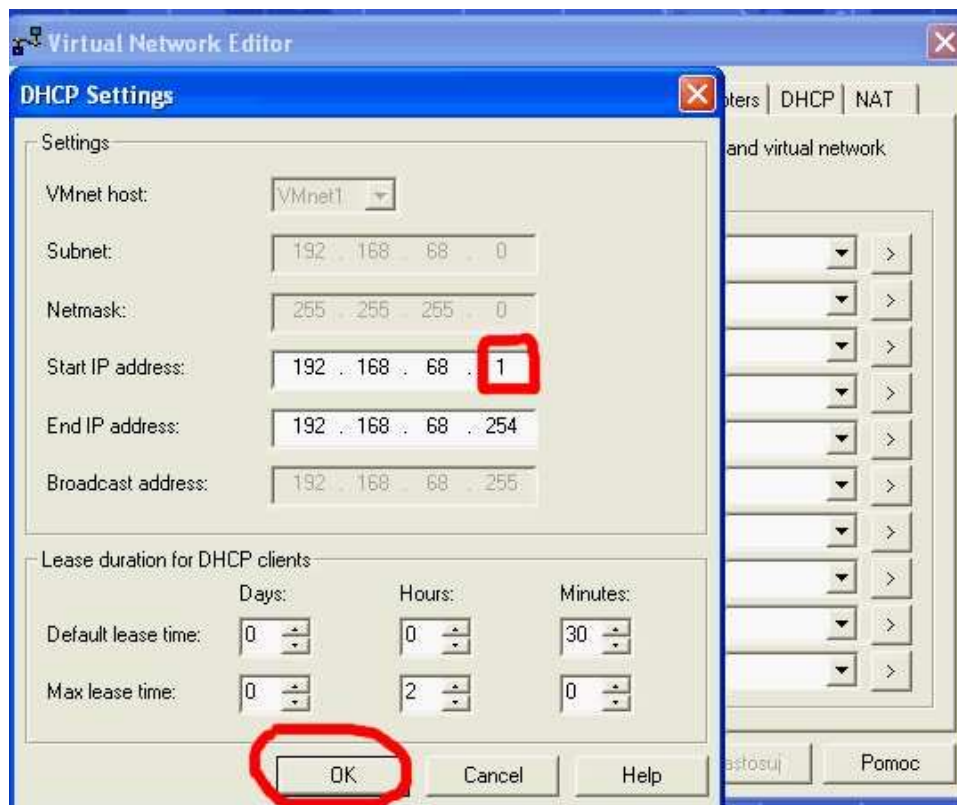 Virtual Network Editor
DHCP Settings
DHCP NAT
Settings
and virtual network
VMnet host: VMnet1
Subnet: 192 . 168 . 68 . 0
Netmask: 255 . 255 . 255 . 0
Start IP address: 192 . 168 . 68 . 1
End IP address: 192 . 168 . 68 . 254
Broadcast address: 192 . 168 . 68 . 255
Lease duration for DHCP clients
Days: Hours: Minutes:
Default lease time: 0 0 30
Max lease time: 0 2 0
OK Cancel Help
Pomoc